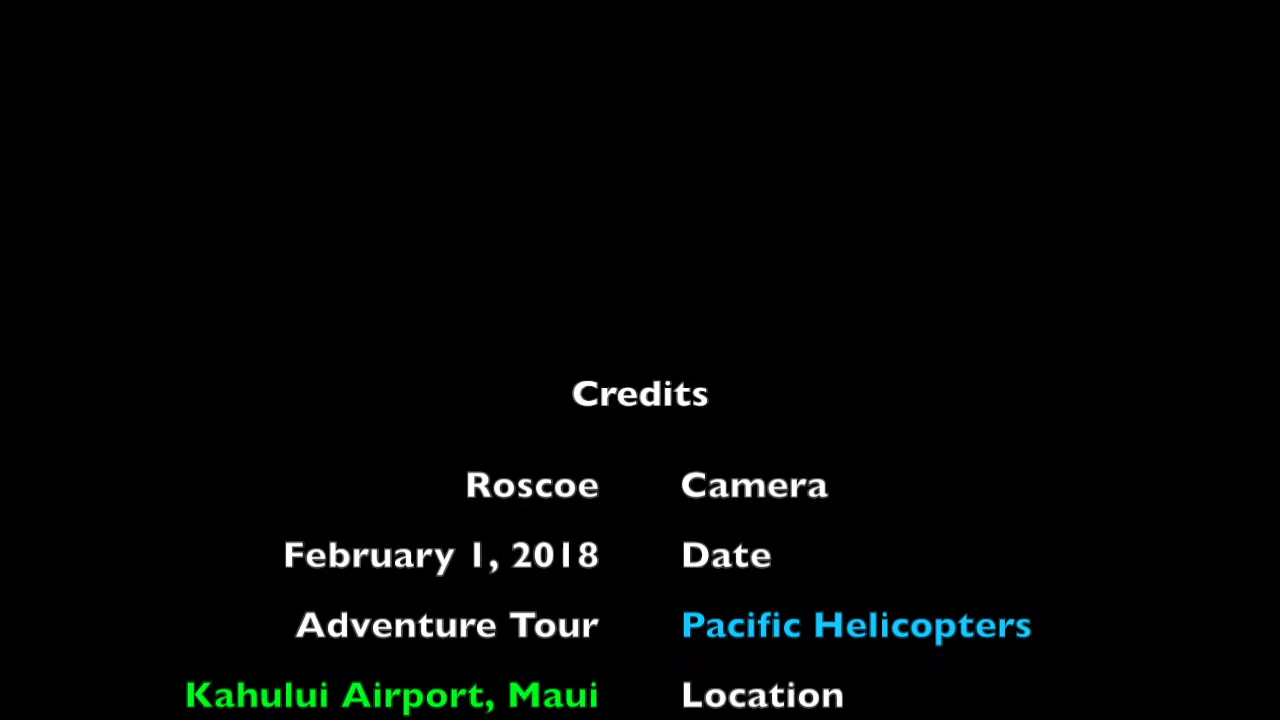 Credits
Roscoe Camera
February 1, 2018 Date
Adventure Tour Pacific Helicopters
Kahului Airport, Maui Location